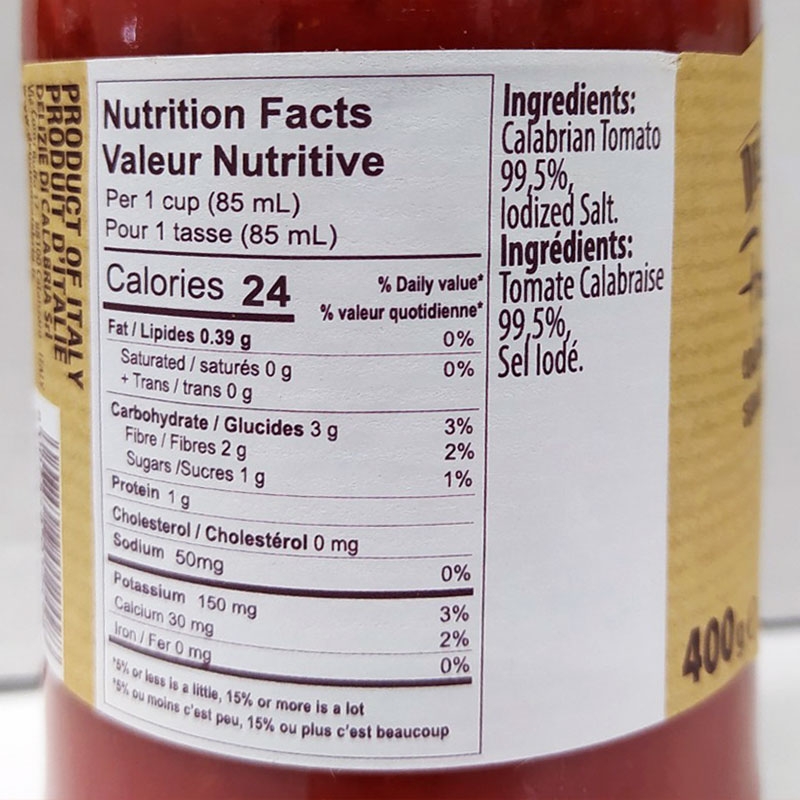 PRODUCT OF ITALY
PRODUIT D'ITALIE
DELIZIE DI CALABRIA Srl
Nutrition Facts
Valeur Nutritive
Per 1 cup (85 mL)
Pour 1 tasse (85 mL)
Calories 24
% Daily value*
% valeur quotidienne*
Fat / Lipides 0.39 g 0%
Saturated / saturés 0 g 0%
+ Trans / trans 0 g
Carbohydrate / Glucides 3 g 3%
Fibre / Fibres 2 g 2%
Sugars /Sucres 1 g 1%
Protein 1 g
Cholesterol / Cholestérol 0 mg
Sodium 50mg 0%
Potassium 150 mg 3%
Calcium 30 mg 2%
Iron / Fer 0 mg 0%
*5% or less is a little, 15% or more is a lot
*5% ou moins c'est peu, 15% ou plus c'est beaucoup
Ingredients:
Calabrian Tomato
99,5%,
Iodized Salt.
Ingrédients:
Tomate Calabraise
99,5%,
Sel Iodé.
400g